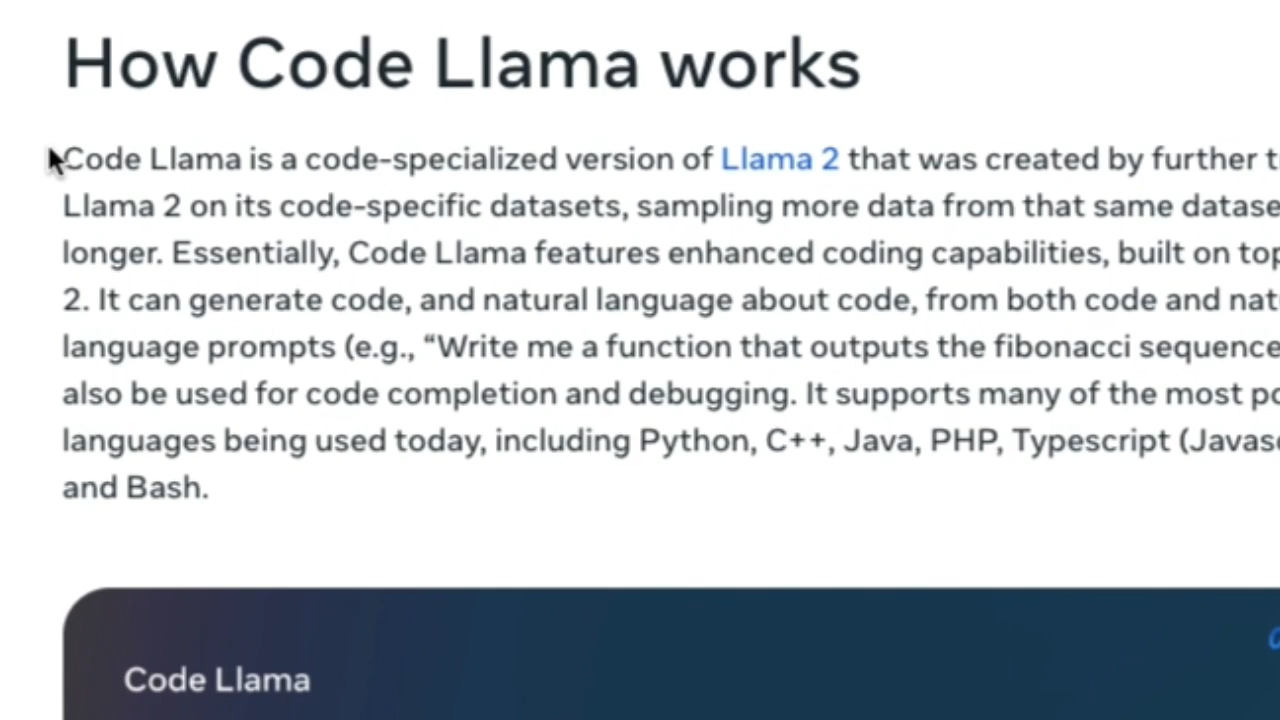 How Code Llama works
Code Llama is a code-specialized version of Llama 2 that was created by further
Llama 2 on its code-specific datasets, sampling more data from that same
longer. Essentially, Code Llama features enhanced coding capabilities, built on
2. It can generate code, and natural language about code, from both code and
language prompts (e.g., “Write me a function that outputs the fibonacci sequence
also be used for code completion and debugging. It supports many of the most
languages being used today, including Python, C++, Java, PHP, Typescript
and Bash.
Code Llama